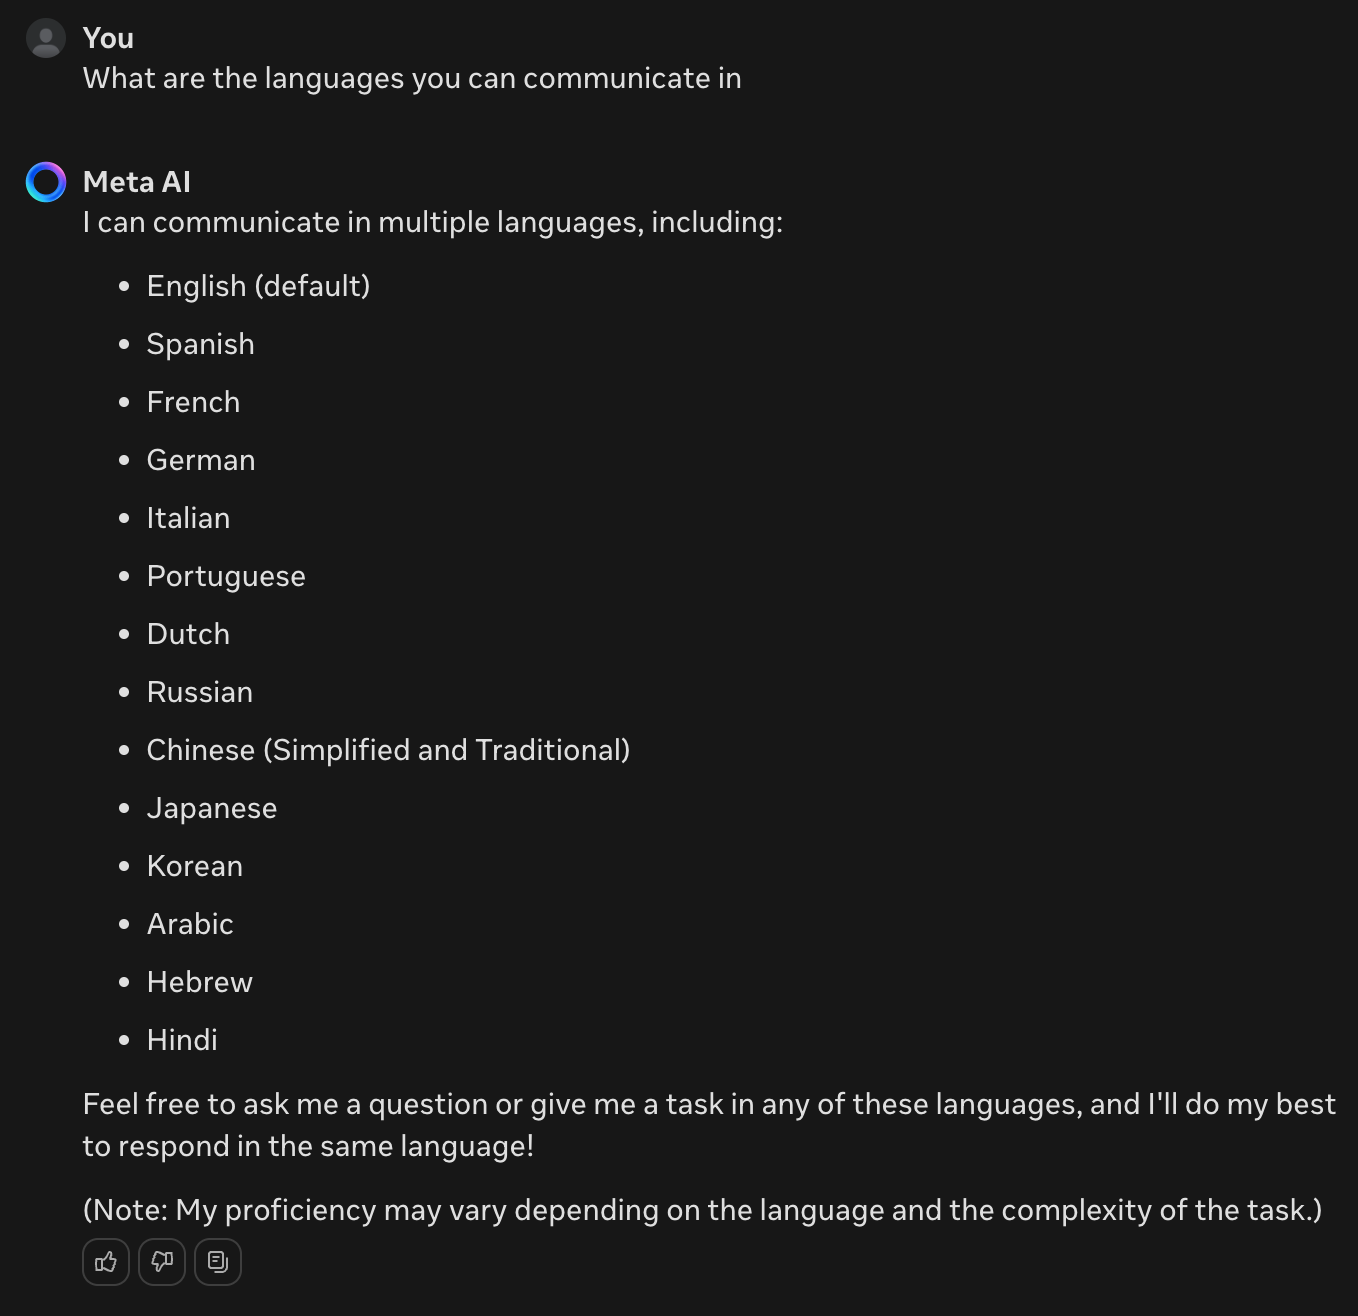 You
What are the languages you can communicate in
Meta AI
I can communicate in multiple languages, including:
• English (default)
• Spanish
• French
• German
• Italian
• Portuguese
• Dutch
• Russian
• Chinese (Simplified and Traditional)
• Japanese
• Korean
• Arabic
• Hebrew
• Hindi
Feel free to ask me a question or give me a task in any of these languages, and I'll do my best
to respond in the same language!
(Note: My proficiency may vary depending on the language and the complexity of the task.)